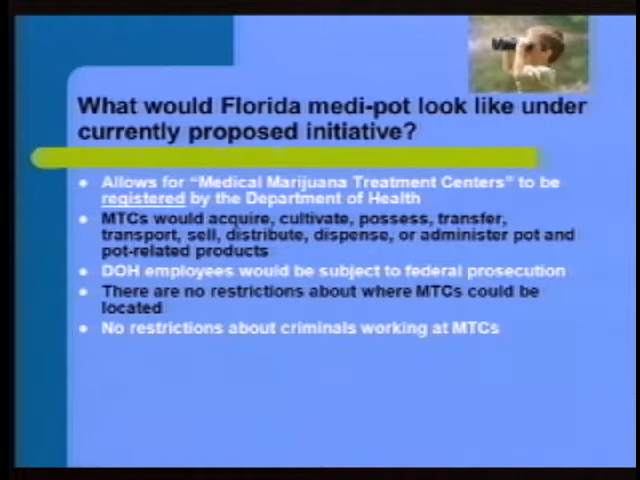 What would Florida medi-pot look like under
currently proposed initiative?
Allows for “Medical Marijuana Treatment Centers” to be
registered by the Department of Health
MTCs would acquire, cultivate, possess, transfer,
transport, sell, distribute, dispense, or administer pot and
pot-related products
DOH employees would be subject to federal prosecution
There are no restrictions about where MTCs could be
located
No restrictions about criminals working at MTCs